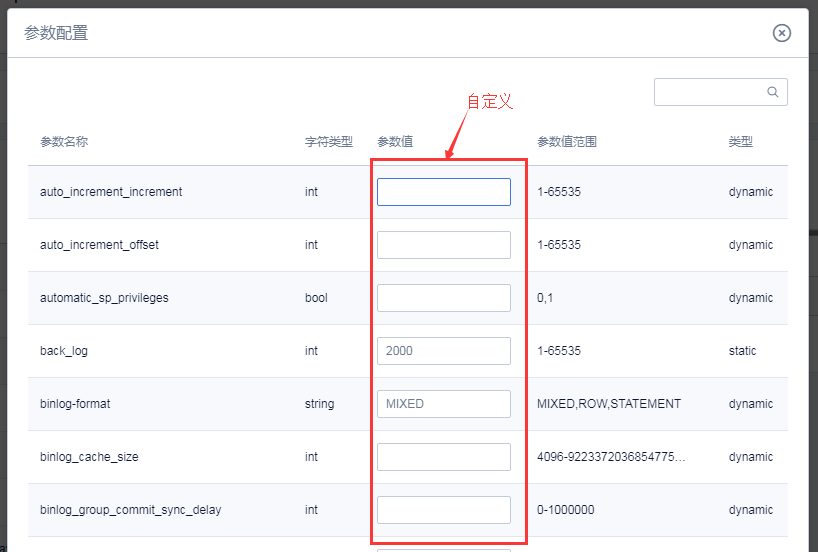 参数配置
自定义
参数名称 字符类型 参数值 参数值范围 类型
auto_increment_increment int 1-65535 dynamic
auto_increment_offset int 1-65535 dynamic
automatic_sp_privileges bool 0,1 dynamic
back_log int 2000 1-65535 static
binlog-format string MIXED MIXED,ROW,STATEMENT dynamic
binlog_cache_size int 4096-9223372036854775... dynamic
binlog_group_commit_sync_delay int 0-1000000 dynamic